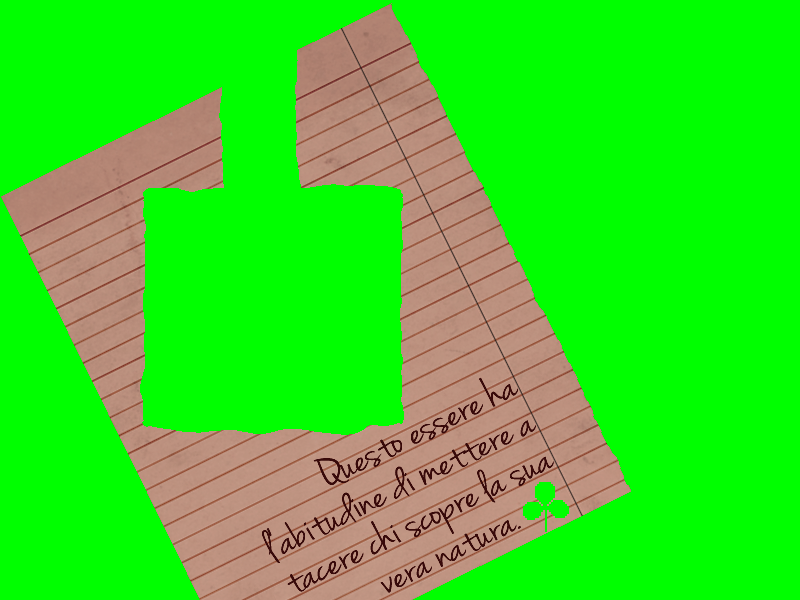 Questo essere ha
l'abitudine di mettere a
tacere chi scopre la sua
vera natura.